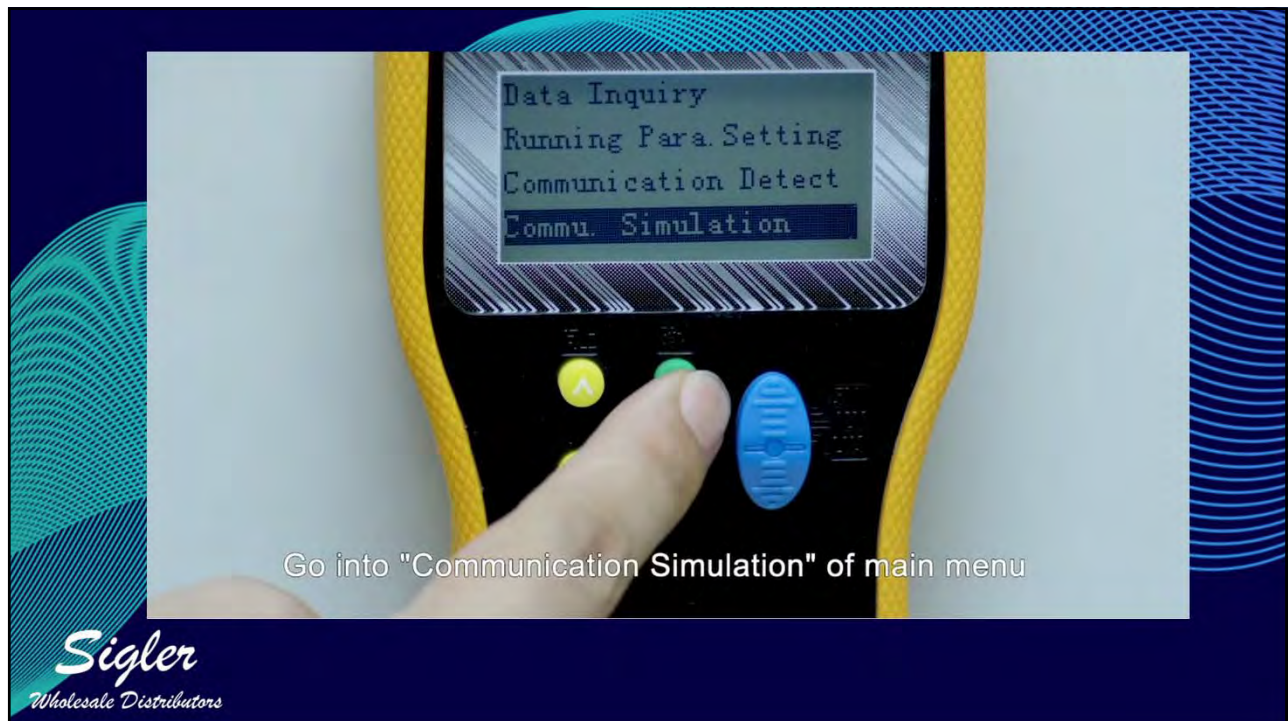 Data Inquiry
Running Para.Setting
Communication Detect
Commu. Simulation
Go into "Communication Simulation" of main menu
Sigler
Wholesale Distributors